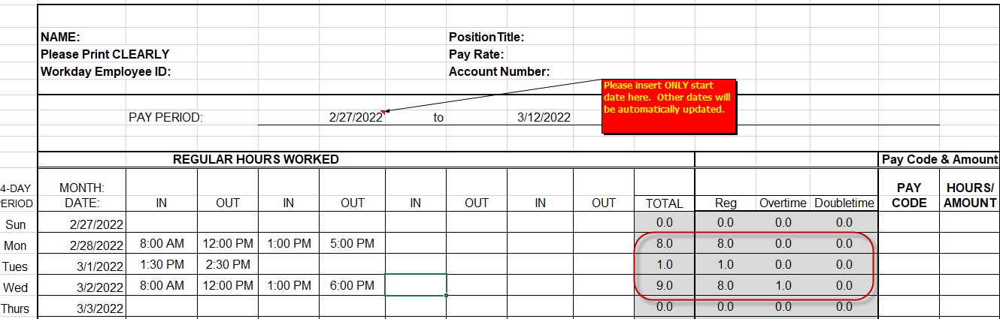 NAME: Position Title:
Please Print CLEARLY Pay Rate:
Workday Employee ID: Account Number:
Please insert ONLY start
date here. Other dates will
be automatically updated.
PAY PERIOD: 2/27/2022 to 3/12/2022
REGULAR HOURS WORKED Pay Code & Amount
4-DAY MONTH: PAY HOURS/
ERIOD DATE: IN OUT IN OUT IN OUT IN OUT TOTAL Reg Overtime Doubletime CODE AMOUNT
Sun 2/27/2022 0.0 0.0 0.0 0.0
Mon 2/28/2022 8:00 AM 12:00 PM 1:00 PM 5:00 PM 8.0 8.0 0.0 0.0
Tues 3/1/2022 1:30 PM 2:30 PM 1.0 1.0 0.0 0.0
Wed 3/2/2022 8:00 AM 12:00 PM 1:00 PM 6:00 PM 9.0 8.0 1.0 0.0
Thurs 3/3/2022 0.0 0.0 0.0 0.0